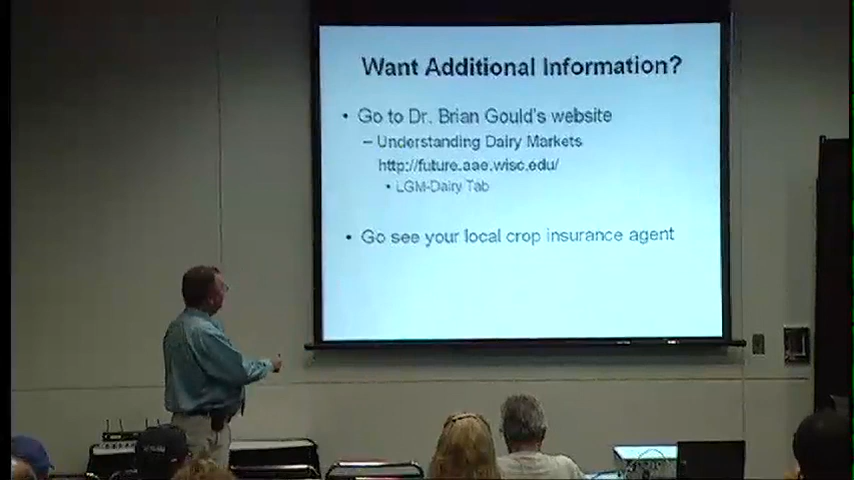 Want Additional Information?
• Go to Dr. Brian Gould's website
– Understanding Dairy Markets
http://future.aae.wisc.edu/
• LGM-Dairy Tab
• Go see your local crop insurance agent